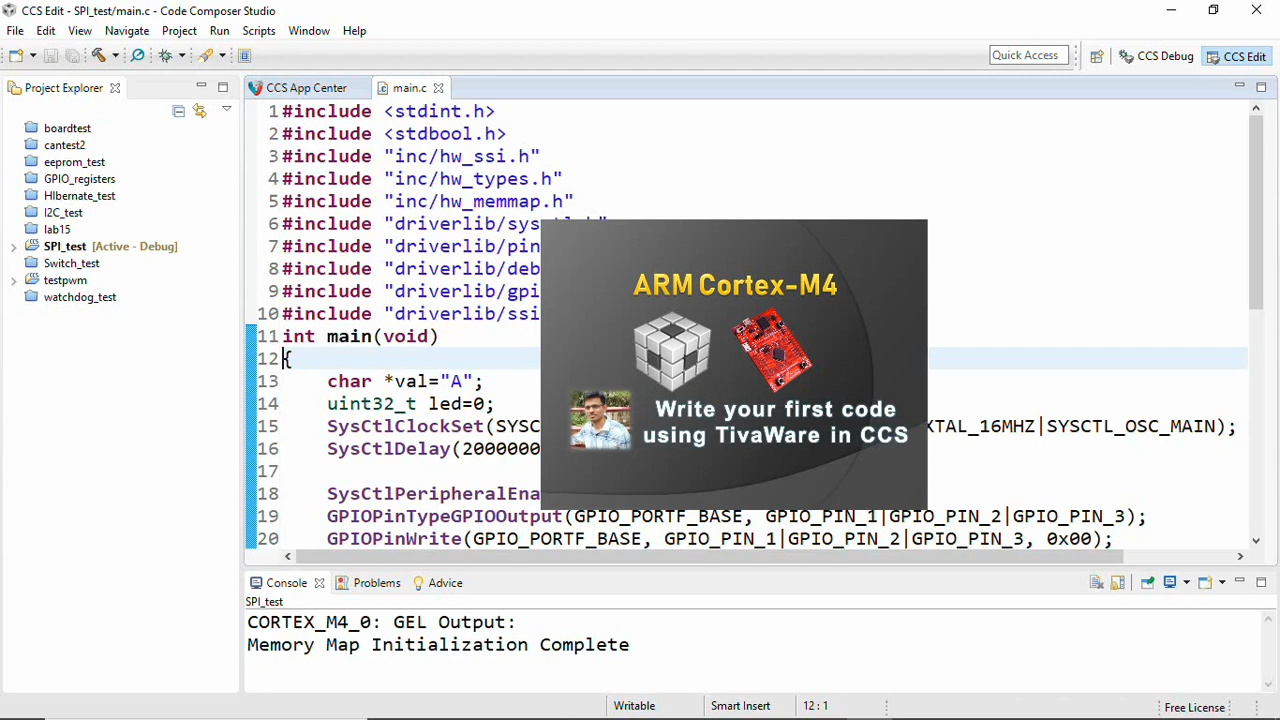 CCS Edit - SPI_test/main.c - Code Composer Studio
File Edit View Navigate Project Run Scripts Window Help
Quick Access
CCS Debug
CCS Edit
Project Explorer
boardtest
cantest2
eeprom_test
GPIO_registers
HIbernate_test
I2C_test
lab15
SPI_test [Active - Debug]
Switch_test
testpwm
watchdog_test
CCS App Center
main.c
1 #include <stdint.h>
2 #include <stdbool.h>
3 #include "inc/hw_ssi.h"
4 #include "inc/hw_types.h"
5 #include "inc/hw_memmap.h"
6 #include "driverlib/sys
7 #include "driverlib/pin
8 #include "driverlib/deb
9 #include "driverlib/gpi
10 #include "driverlib/ssi
11 int main(void)
12 {
13 char *val="A";
14 uint32_t led=0;
15 SysCtlClockSet(SYSC XTAL_16MHZ|SYSCTL_OSC_MAIN);
16 SysCtlDelay(2000000
17
18 SysCtlPeripheralEna
19 GPIOPinTypeGPIOOutput(GPIO_PORTF_BASE, GPIO_PIN_1|GPIO_PIN_2|GPIO_PIN_3);
20 GPIOPinWrite(GPIO_PORTF_BASE, GPIO_PIN_1|GPIO_PIN_2|GPIO_PIN_3, 0x00);
ARM Cortex-M4
Write your first code
using TivaWare in CCS
Console
Problems
Advice
SPI_test
CORTEX_M4_0: GEL Output:
Memory Map Initialization Complete
Writable
Smart Insert
12 : 1
Free License